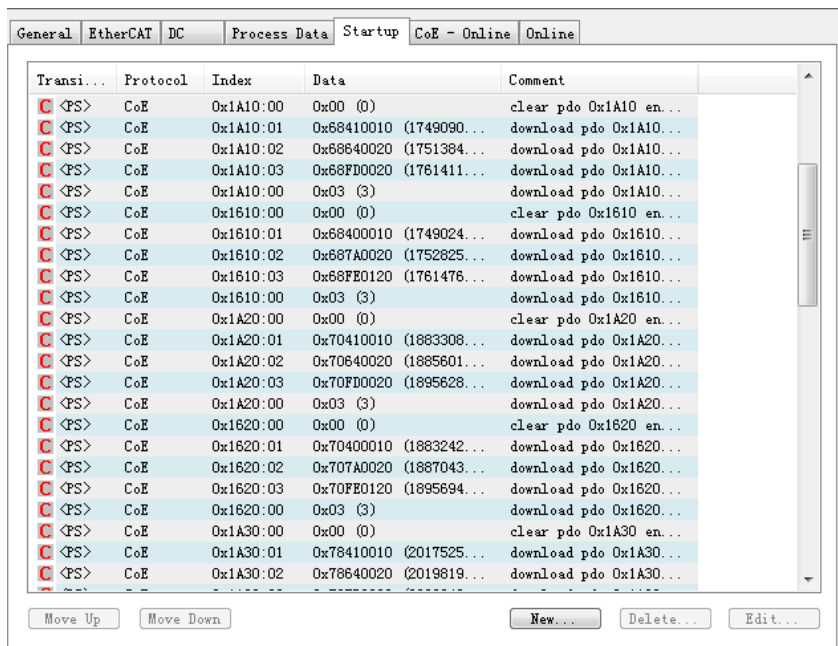 General EtherCAT DC Process Data Startup CoE - Online Online
Transi... Protocol Index Data Comment
C <PS> CoE 0x1A10:00 0x00 (0) clear pdo 0x1A10 en...
C <PS> CoE 0x1A10:01 0x68410010 (1749090... download pdo 0x1A10...
C <PS> CoE 0x1A10:02 0x68640020 (1751384... download pdo 0x1A10...
C <PS> CoE 0x1A10:03 0x68FD0020 (1761411... download pdo 0x1A10...
C <PS> CoE 0x1A10:00 0x03 (3) download pdo 0x1A10...
C <PS> CoE 0x1610:00 0x00 (0) clear pdo 0x1610 en...
C <PS> CoE 0x1610:01 0x68400010 (1749024... download pdo 0x1610...
C <PS> CoE 0x1610:02 0x687A0020 (1752825... download pdo 0x1610...
C <PS> CoE 0x1610:03 0x68FE0120 (1761476... download pdo 0x1610...
C <PS> CoE 0x1610:00 0x03 (3) download pdo 0x1610...
C <PS> CoE 0x1A20:00 0x00 (0) clear pdo 0x1A20 en...
C <PS> CoE 0x1A20:01 0x70410010 (1883308... download pdo 0x1A20...
C <PS> CoE 0x1A20:02 0x70640020 (1885601... download pdo 0x1A20...
C <PS> CoE 0x1A20:03 0x70FD0020 (1895628... download pdo 0x1A20...
C <PS> CoE 0x1A20:00 0x03 (3) download pdo 0x1A20...
C <PS> CoE 0x1620:00 0x00 (0) clear pdo 0x1620 en...
C <PS> CoE 0x1620:01 0x70400010 (1883242... download pdo 0x1620...
C <PS> CoE 0x1620:02 0x707A0020 (1887043... download pdo 0x1620...
C <PS> CoE 0x1620:03 0x70FE0120 (1895694... download pdo 0x1620...
C <PS> CoE 0x1620:00 0x03 (3) download pdo 0x1620...
C <PS> CoE 0x1A30:00 0x00 (0) clear pdo 0x1A30 en...
C <PS> CoE 0x1A30:01 0x78410010 (2017525... download pdo 0x1A30...
C <PS> CoE 0x1A30:02 0x78640020 (2019819... download pdo 0x1A30...
Move Up Move Down New... Delete... Edit...